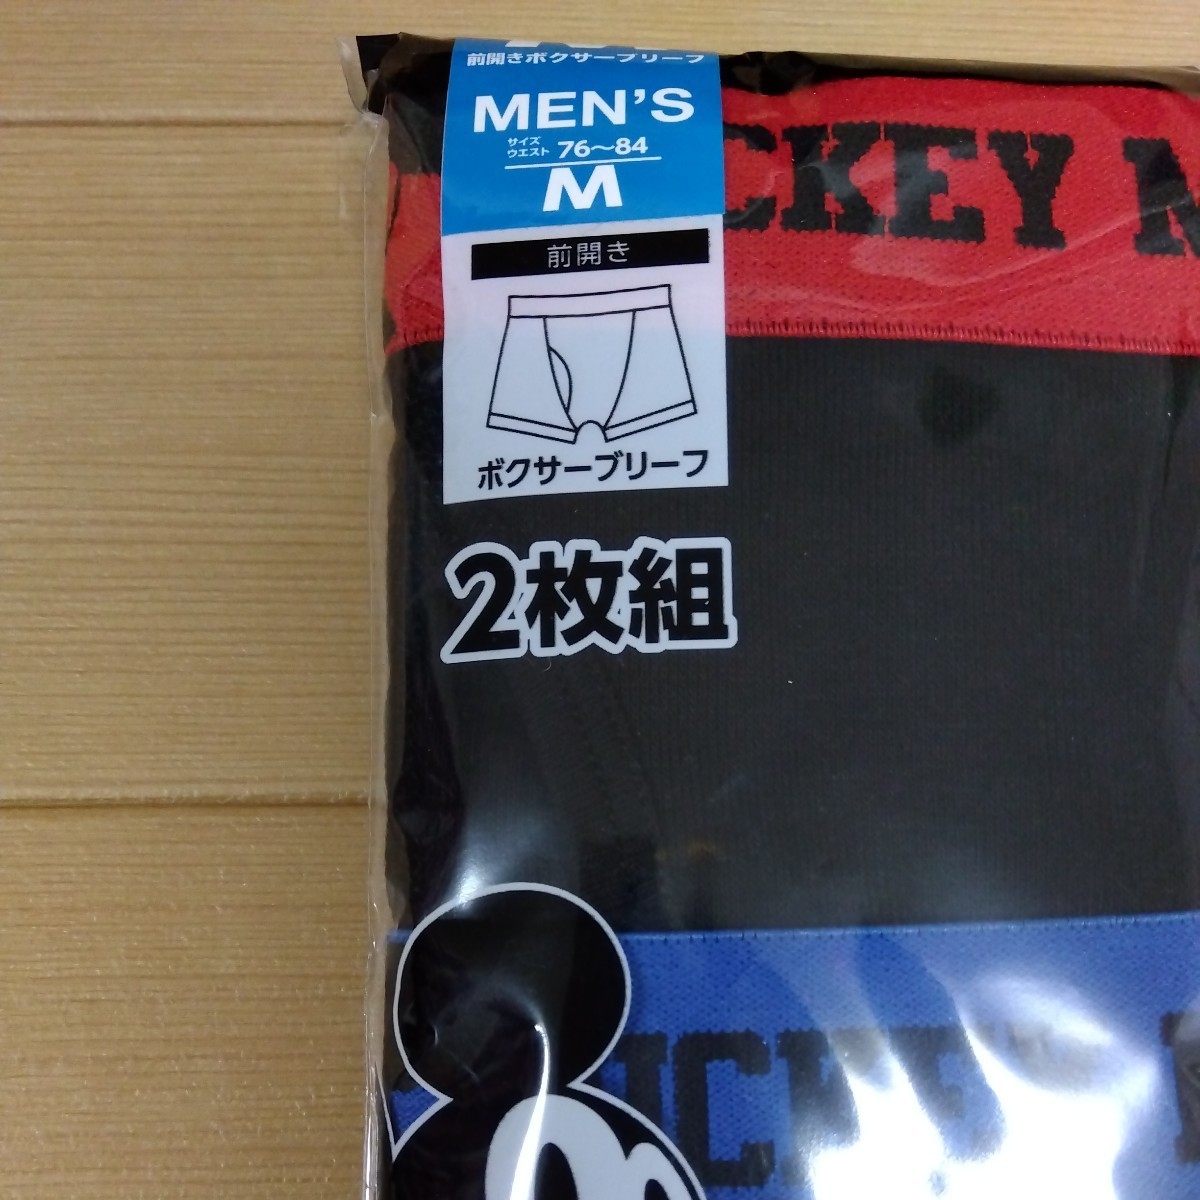 前開きボクサーブリーフ
MEN'S
サイズ
ウエスト 76〜84
M
前開き
ボクサーブリーフ
2枚組
CKEY M
ICKEY